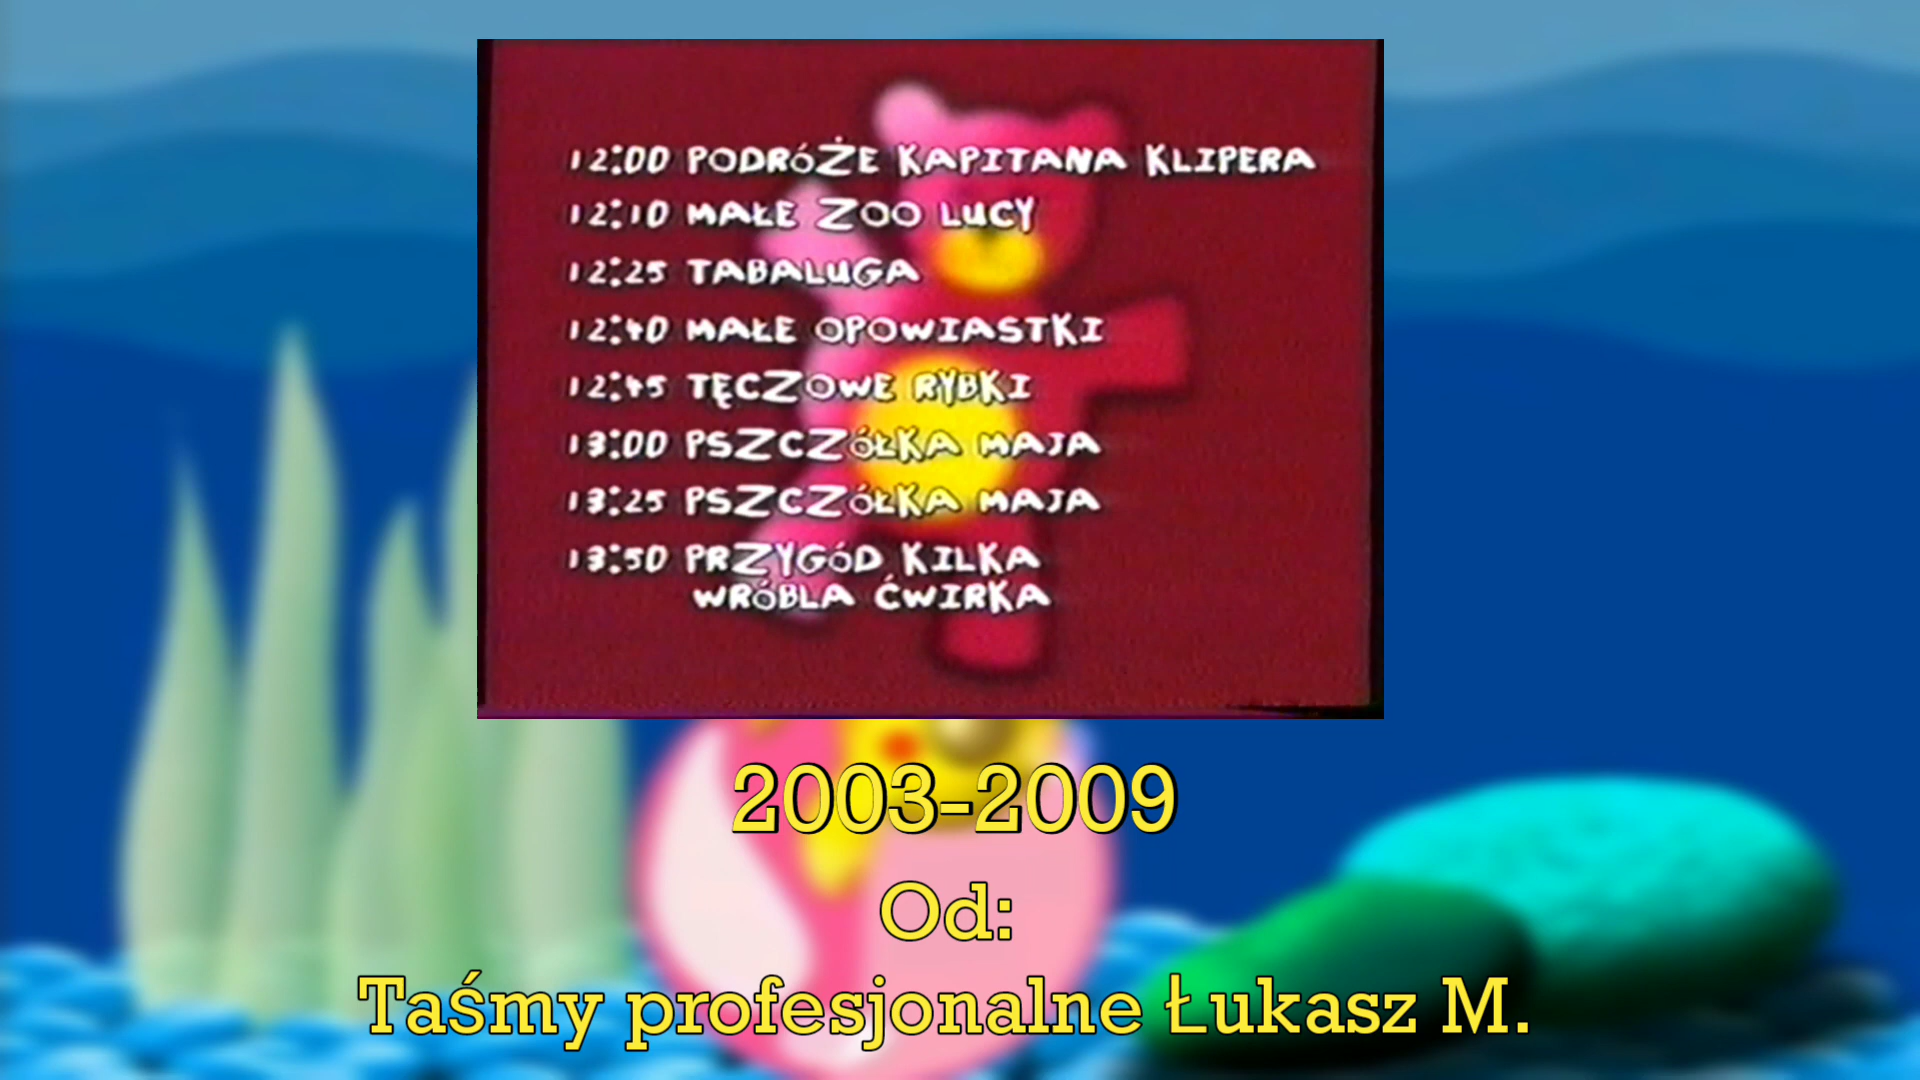 12:00 PODRÓŻE KAPITANA KLIPERA
12:10 MAŁE ZOO LUCY
12:25 TABALUGA
12:40 MAŁE OPOWIASTKI
12:45 TĘCZOWE RYBKI
13:00 PSZCZÓŁKA MAJA
13:25 PSZCZÓŁKA MAJA
13:50 PRZYGÓD KILKA
WRÓBLA ĆWIRKA
2003-2009
Od:
Taśmy profesjonalne Łukasz M.